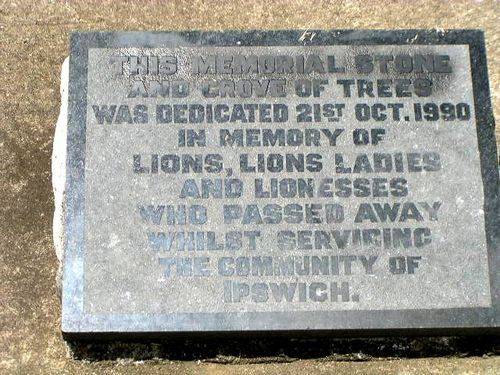 THIS MEMORIAL STONE
AND GROVE OF TREES
WAS DEDICATED 21ST OCT. 1990
IN MEMORY OF
LIONS, LIONS LADIES
AND LIONESSES
WHO PASSED AWAY
WHILST SERVICING
THE COMMUNITY OF
IPSWICH.